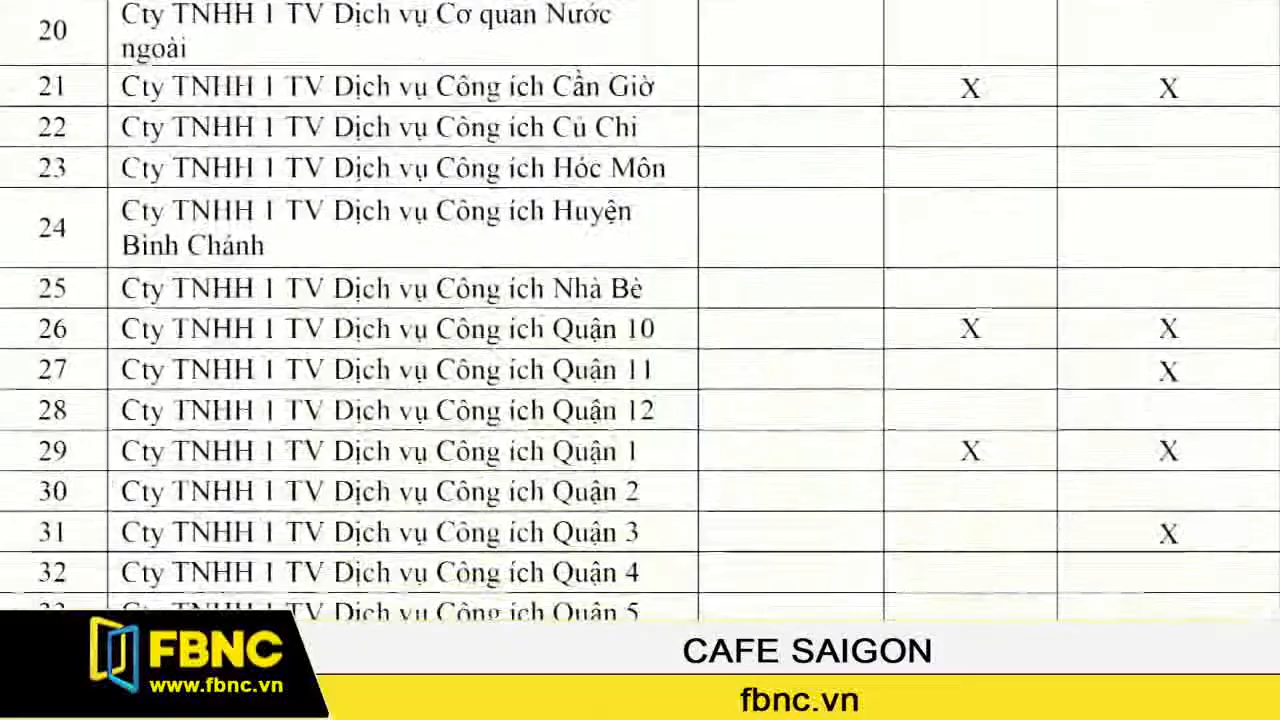 20 Cty TNHH 1 TV Dịch vụ Cơ quan Nước
ngoài
21 Cty TNHH 1 TV Dịch vụ Công ích Cần Giờ X X
22 Cty TNHH 1 TV Dịch vụ Công ích Củ Chi
23 Cty TNHH 1 TV Dịch vụ Công ích Hóc Môn
24 Cty TNHH 1 TV Dịch vụ Công ích Huyện
Bình Chánh
25 Cty TNHH 1 TV Dịch vụ Công ích Nhà Bè
26 Cty TNHH 1 TV Dịch vụ Công ích Quận 10 X X
27 Cty TNHH 1 TV Dịch vụ Công ích Quận 11 X
28 Cty TNHH 1 TV Dịch vụ Công ích Quận 12
29 Cty TNHH 1 TV Dịch vụ Công ích Quận 1 X X
30 Cty TNHH 1 TV Dịch vụ Công ích Quận 2
31 Cty TNHH 1 TV Dịch vụ Công ích Quận 3 X
32 Cty TNHH 1 TV Dịch vụ Công ích Quận 4
33 Cty TNHH 1 TV Dịch vụ Công ích Quận 5
FBNC
www.fbnc.vn
CAFE SAIGON
fbnc.vn